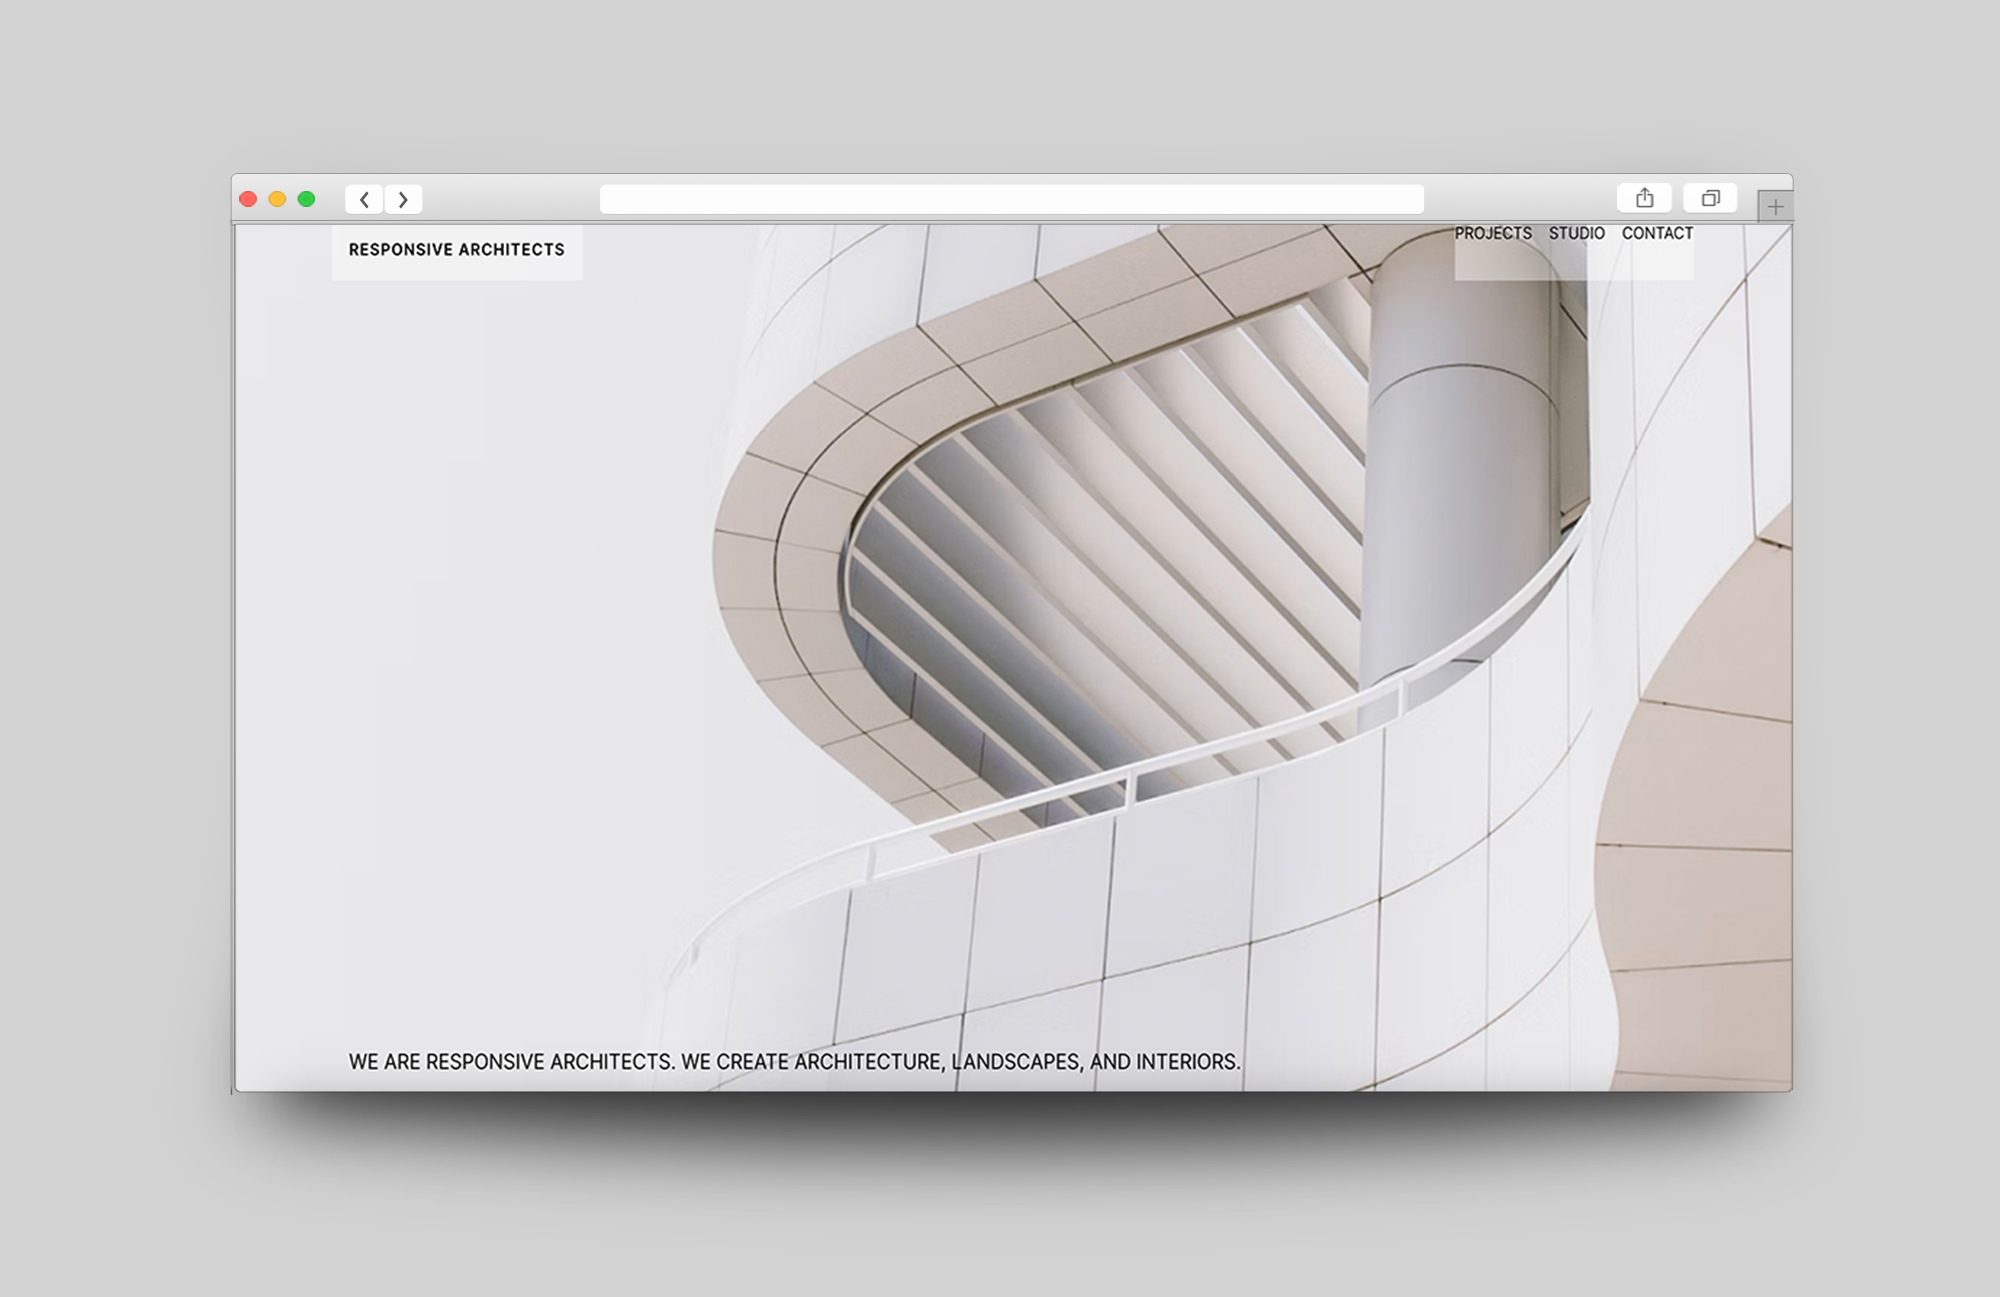 RESPONSIVE ARCHITECTS
PROJECTS STUDIO CONTACT
WE ARE RESPONSIVE ARCHITECTS. WE CREATE ARCHITECTURE, LANDSCAPES, AND INTERIORS.